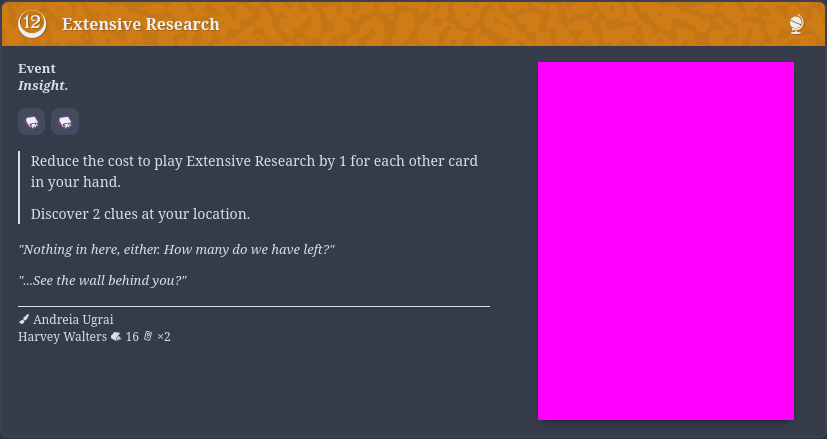 12 Extensive Research
Event
Insight.
Reduce the cost to play Extensive Research by 1 for each other card
in your hand.
Discover 2 clues at your location.
"Nothing in here, either. How many do we have left?"
"...See the wall behind you?"
Andreia Ugrai
Harvey Walters 16 ×2